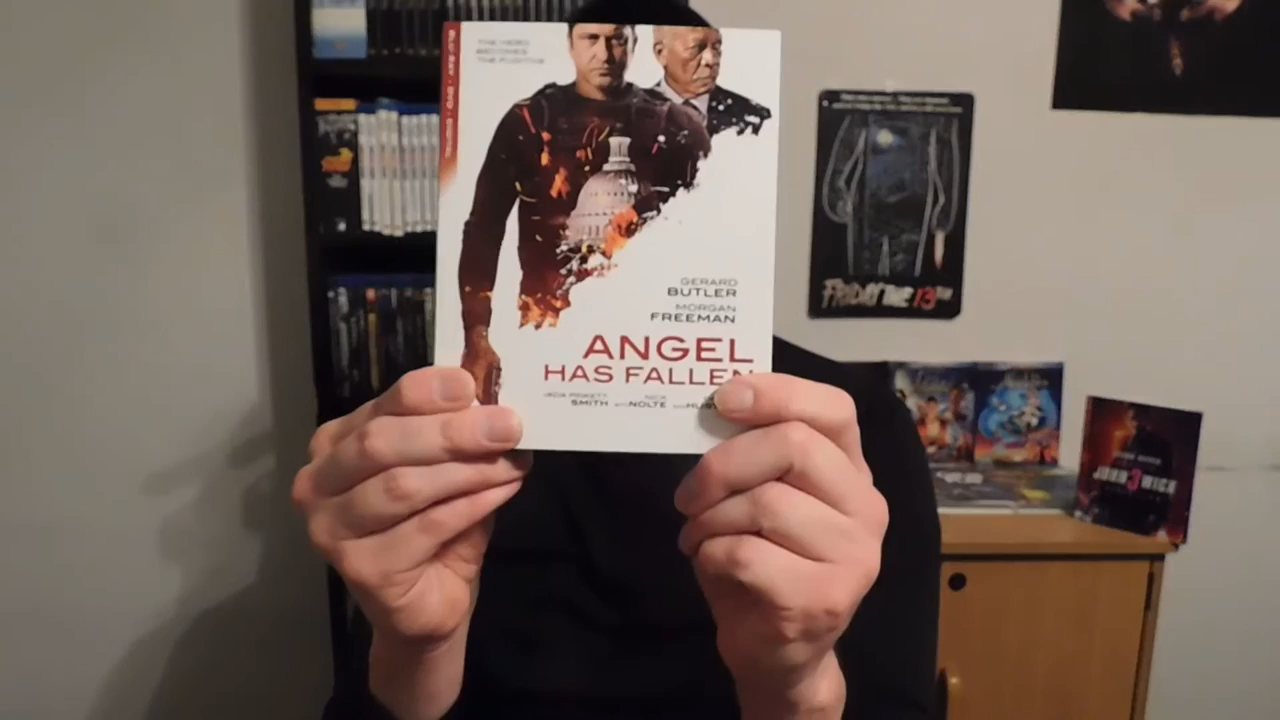 BLU-RAY · DVD · DIGITAL
THE HERO
BECOMES
THE FUGITIVE
GERARD
BUTLER
MORGAN
FREEMAN
ANGEL
HAS FALLEN
JADA PINKETT
SMITH
NICK
NOLTE
FRIDAY THE 13TH
JOHN 3 WICK